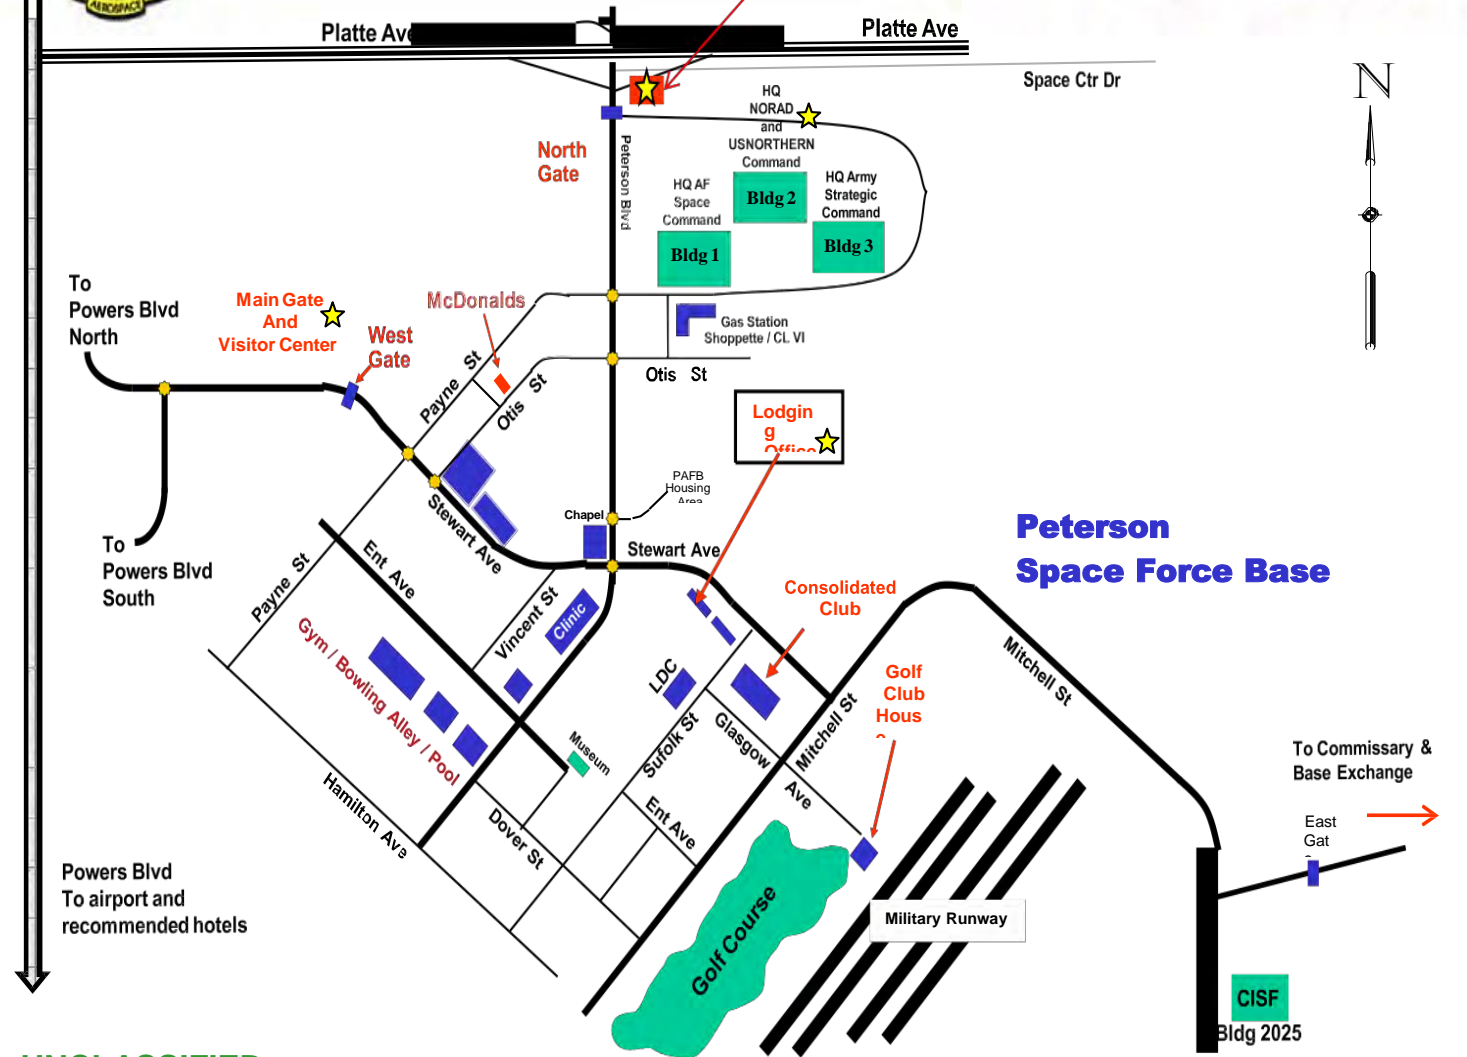 AEROSPACE
Platte Ave
Platte Ave
Space Ctr Dr
N
HQ
NORAD
and
USNORTHERN
Command
North
Gate
Peterson Blvd
HQ AF
Space
Command
HQ Army
Strategic
Command
Bldg 2
Bldg 3
Bldg 1
To
Powers Blvd
North
Main Gate
And
Visitor Center
McDonalds
West
Gate
Gas Station
Shoppette / CL VI
Payne St
Otis St
Otis St
Lodgin
g
Office
PAFB
Housing
Area
Chapel
Stewart Ave
Stewart Ave
Peterson
Space Force Base
To
Powers Blvd
South
Ent Ave
Payne St
Vincent St
Clinic
Consolidated
Club
Gym / Bowling Alley / Pool
LDC
Golf
Club
Hous
e
Mitchell St
Mitchell St
Suffolk St
Glasgow
Ave
Museum
To Commissary &
Base Exchange
Hamilton Ave
Dover St
Ent Ave
East
Gat
e
Powers Blvd
To airport and
recommended hotels
Golf Course
Military Runway
CISF
Bldg 2025
UNCLASSIFIED